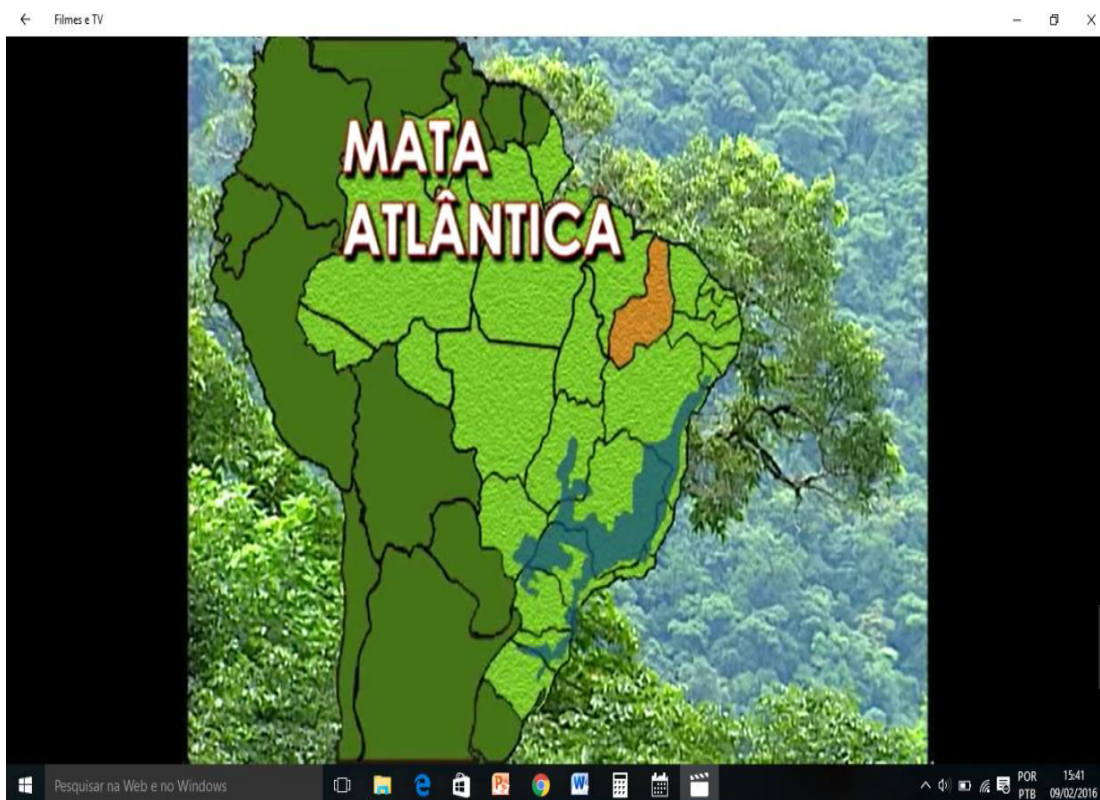 Filmes e TV
MATA
ATLÂNTICA
Pesquisar na Web e no Windows
POR
PTB
15:41
09/02/2016